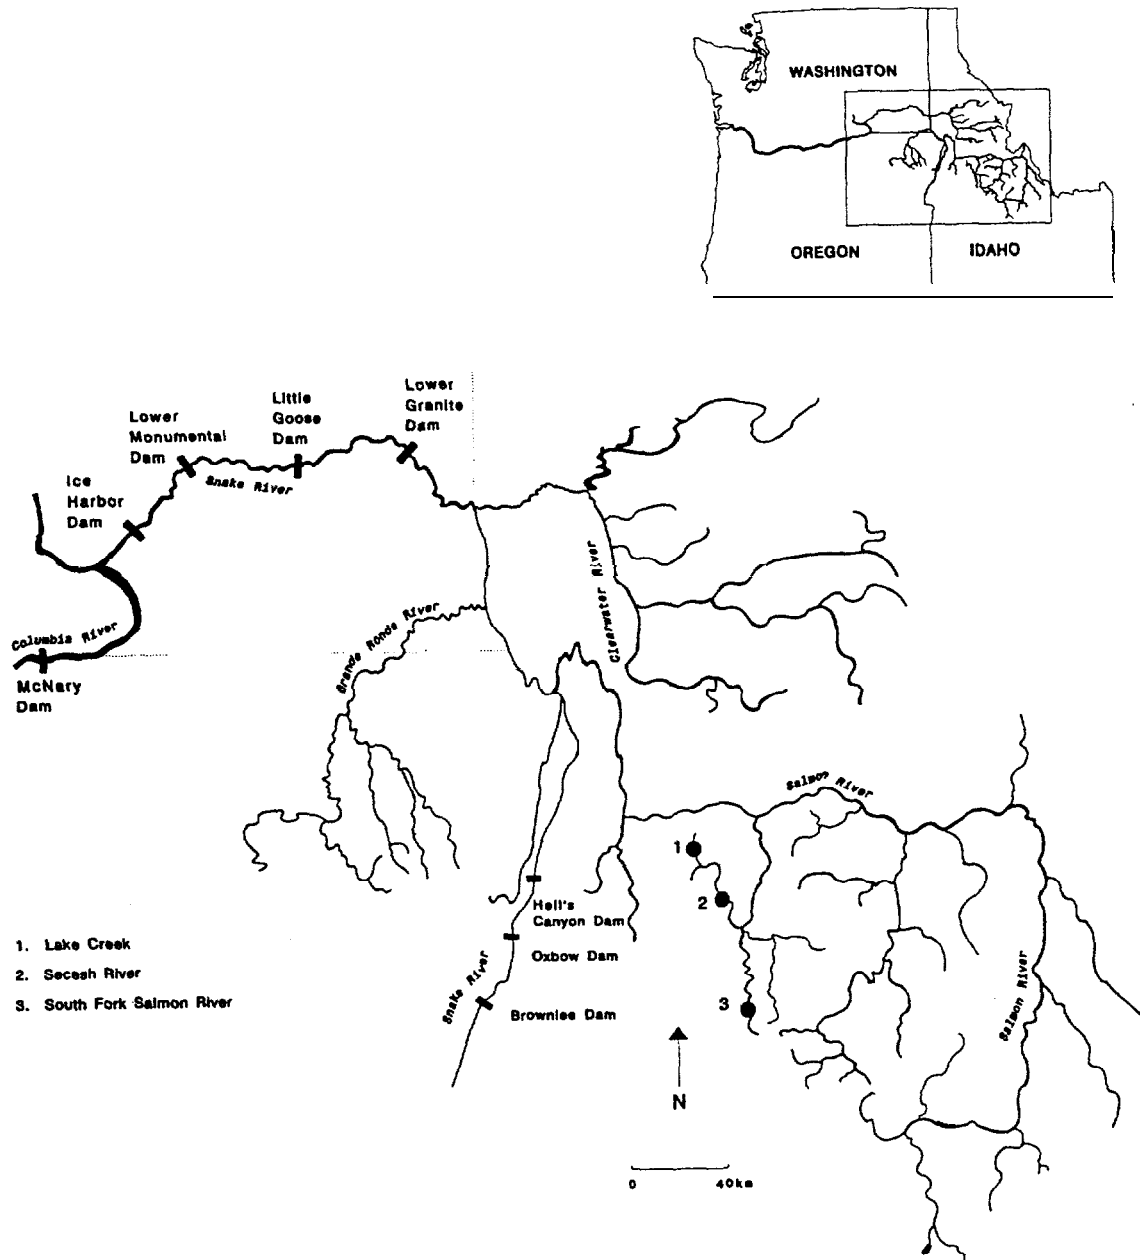 WASHINGTON
OREGON
IDAHO
Lower
Granite
Dam
Little
Goose
Dam
Lower
Monumental
Dam
Snake River
Ice
Harbor
Dam
Columbia River
McNary
Dam
Grande Ronde River
Clearwater River
Salmon River
1
2
Hell's
Canyon Dam
Oxbow Dam
Snake River
Brownlee Dam
3
Salmon River
1. Lake Creek
2. Secesh River
3. South Fork Salmon River
N
0 40km